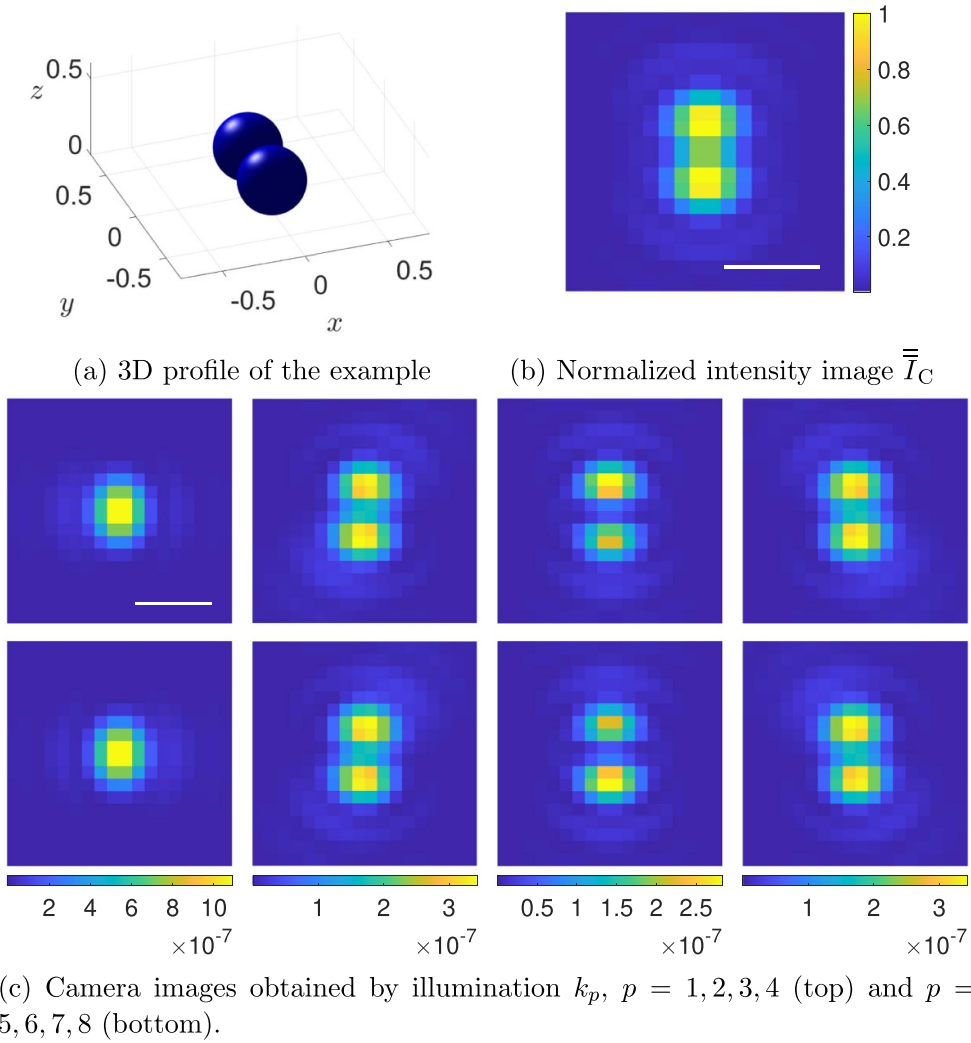 0.5
z
0
0.5
0
-0.5
y
-0.5
0
0.5
x
1
0.8
0.6
0.4
0.2
(a) 3D profile of the example
(b) Normalized intensity image I̿_C
2 4 6 8 10
×10⁻⁷
1 2 3
×10⁻⁷
0.5 1 1.5 2 2.5
×10⁻⁷
1 2 3
×10⁻⁷
(c) Camera images obtained by illumination kₚ, p = 1, 2, 3, 4 (top) and p =
5, 6, 7, 8 (bottom).